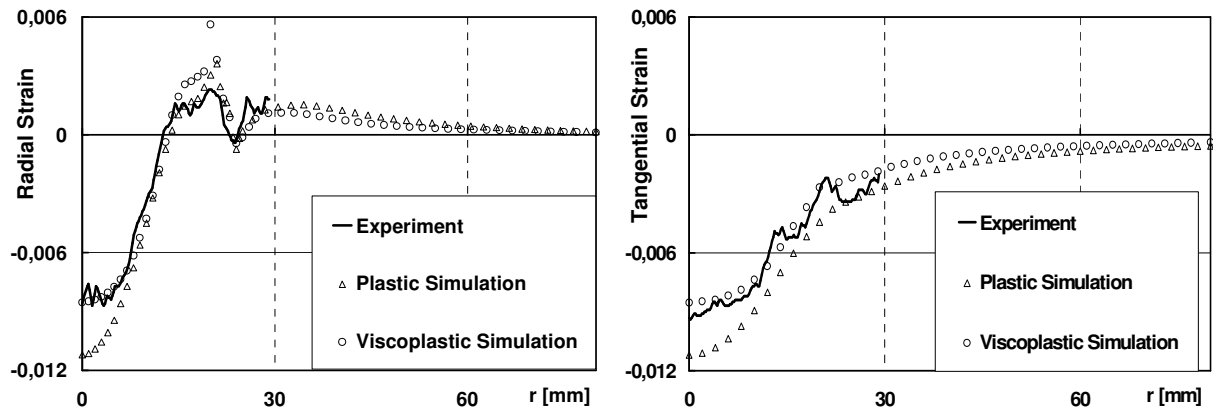 0,006
0
-0,006
-0,012
Radial Strain
Experiment
Plastic Simulation
Viscoplastic Simulation
0
30
60
r [mm]
0,006
0
-0,006
-0,012
Tangential Strain
Experiment
Plastic Simulation
Viscoplastic Simulation
0
30
60
r [mm]